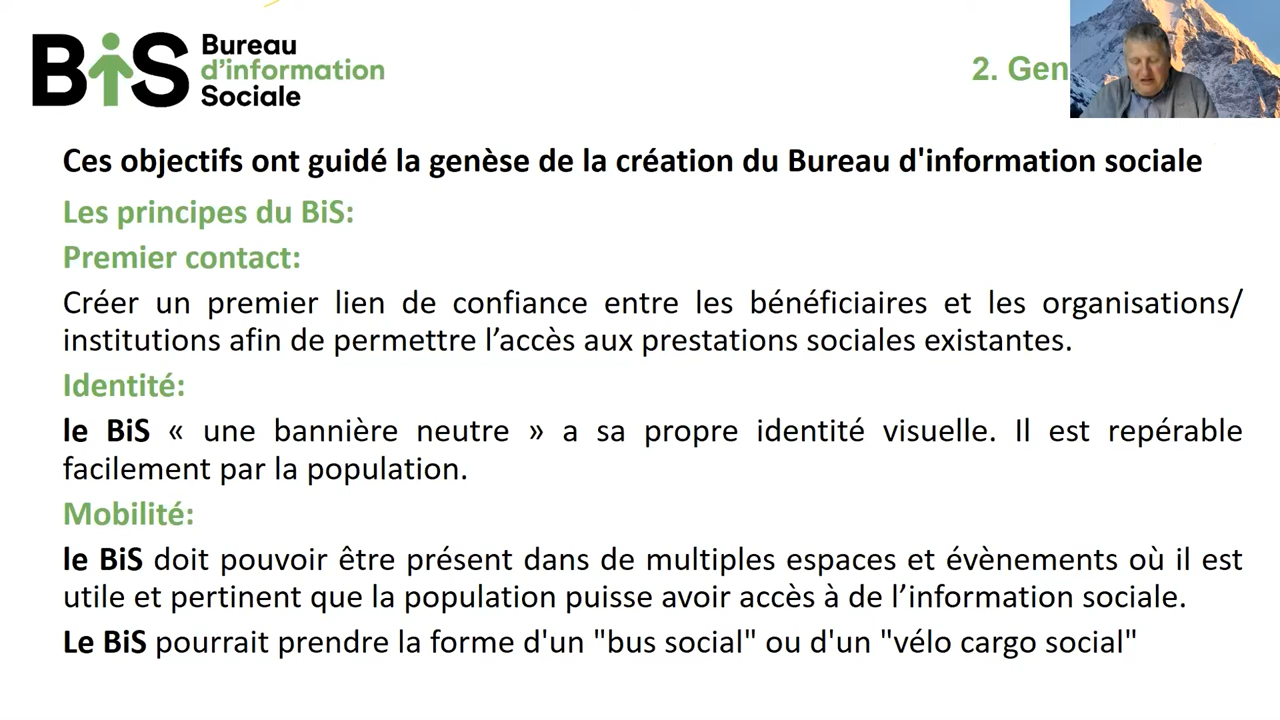 BiS Bureau
d'information
Sociale
2. Gen
Ces objectifs ont guidé la genèse de la création du Bureau d'information sociale
Les principes du BiS:
Premier contact:
Créer un premier lien de confiance entre les bénéficiaires et les organisations/
institutions afin de permettre l’accès aux prestations sociales existantes.
Identité:
le BiS « une bannière neutre » a sa propre identité visuelle. Il est repérable
facilement par la population.
Mobilité:
le BiS doit pouvoir être présent dans de multiples espaces et évènements où il est
utile et pertinent que la population puisse avoir accès à de l’information sociale.
Le BiS pourrait prendre la forme d'un "bus social" ou d'un "vélo cargo social"